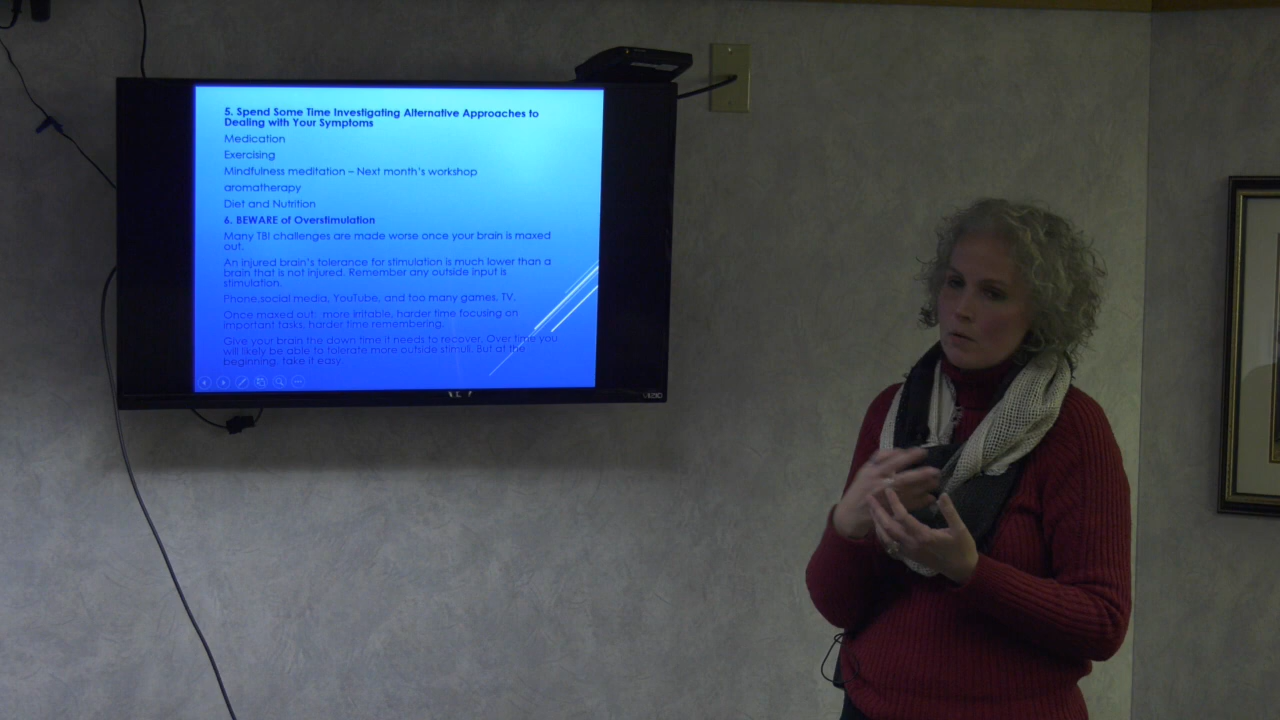 5. Spend Some Time Investigating Alternative Approaches to
Dealing with Your Symptoms
Medication
Exercising
Mindfulness meditation – Next month's workshop
aromatherapy
Diet and Nutrition
6. BEWARE of Overstimulation
Many TBI challenges are made worse once your brain is maxed
out.
An injured brain's tolerance for stimulation is much lower than a
brain that is not injured. Remember any outside input is
stimulation.
Phone,social media, YouTube, and too many games, TV.
Once maxed out: more irritable, harder time focusing on
important tasks, harder time remembering.
Give your brain the down time it needs to recover. Over time you
will likely be able to tolerate more outside stimuli. But at the
beginning, take it easy.